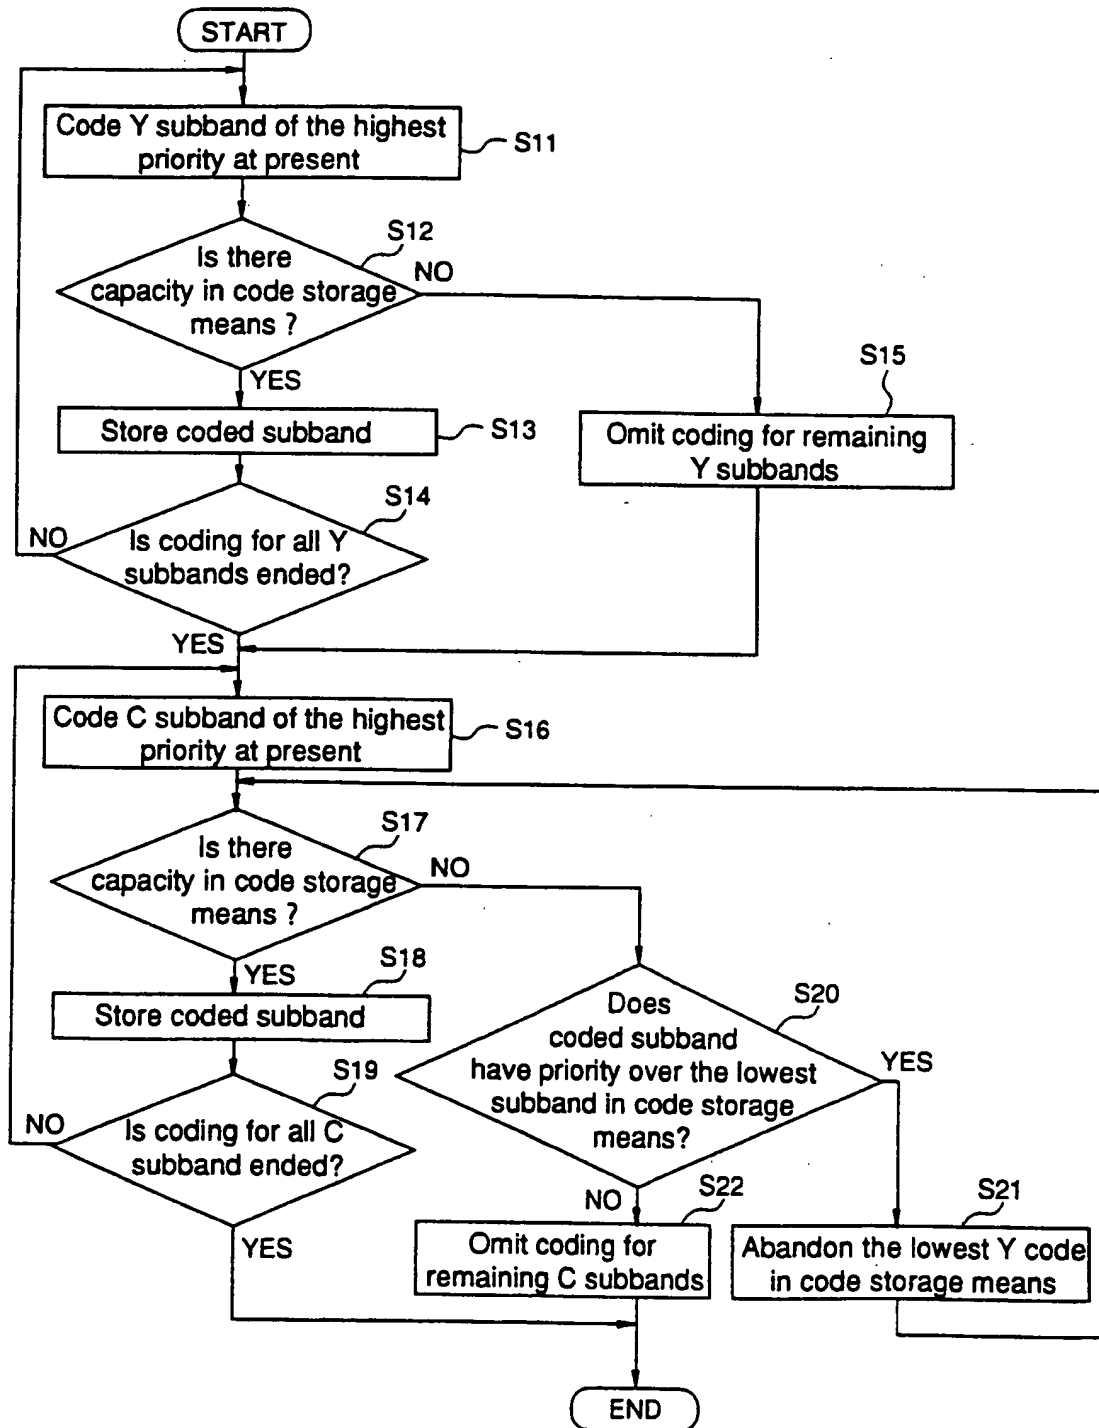 START
Code Y subband of the highest
priority at present
S11
S12
Is there
capacity in code storage
means ?
NO
YES
S15
Store coded subband
S13
Omit coding for remaining
Y subbands
S14
NO
Is coding for all Y
subbands ended?
YES
Code C subband of the highest
priority at present
S16
S17
Is there
capacity in code storage
means ?
NO
YES
S18
Store coded subband
S20
Does
coded subband
have priority over the lowest
subband in code storage
means?
YES
S19
NO
Is coding for all C
subband ended?
YES
NO
S22
S21
Omit coding for
remaining C subbands
Abandon the lowest Y code
in code storage means
END